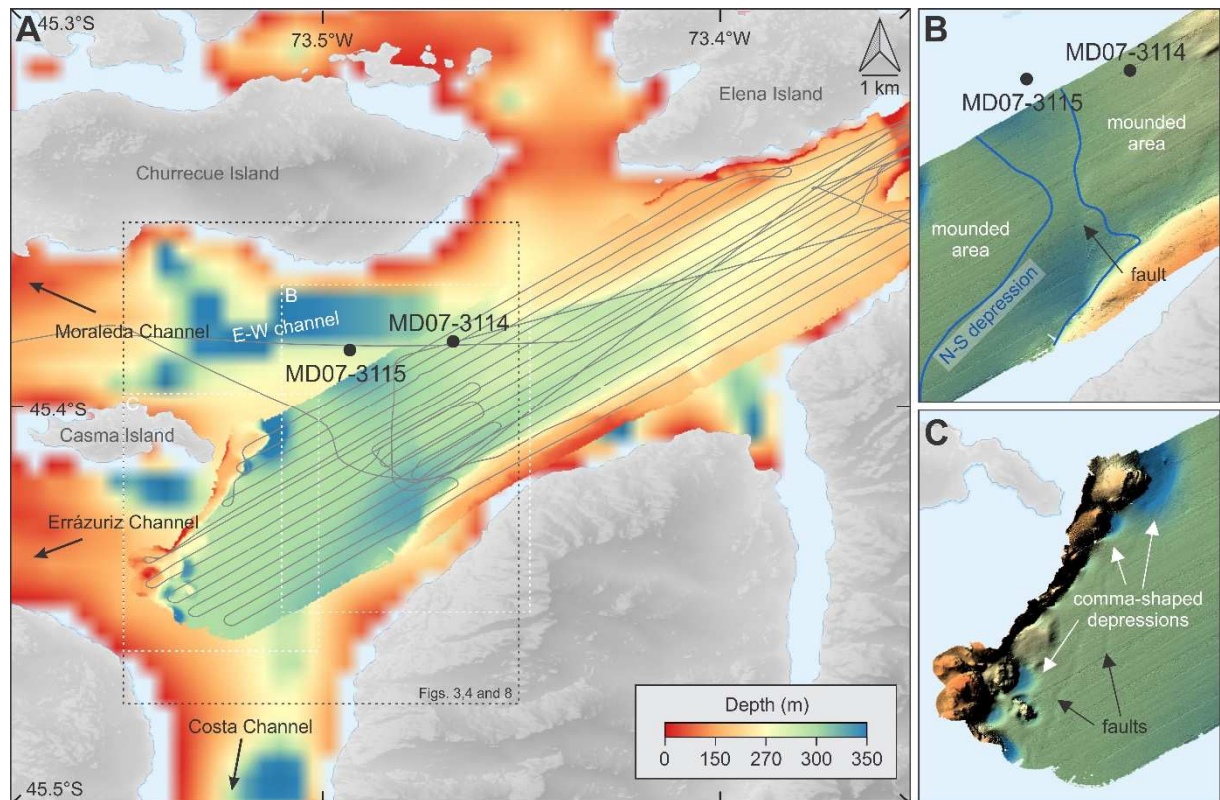 A
45.3°S
73.5°W
73.4°W
1 km
Elena Island
Churrecue Island
B
E-W channel
MD07-3114
Moraleda Channel
MD07-3115
45.4°S
C
Casma Island
Errázuriz Channel
Figs. 3,4 and 8
Costa Channel
Depth (m)
0 150 270 300 350
45.5°S
B
MD07-3114
MD07-3115
mounded
area
mounded
area
fault
N-S depression
C
comma-shaped
depressions
faults